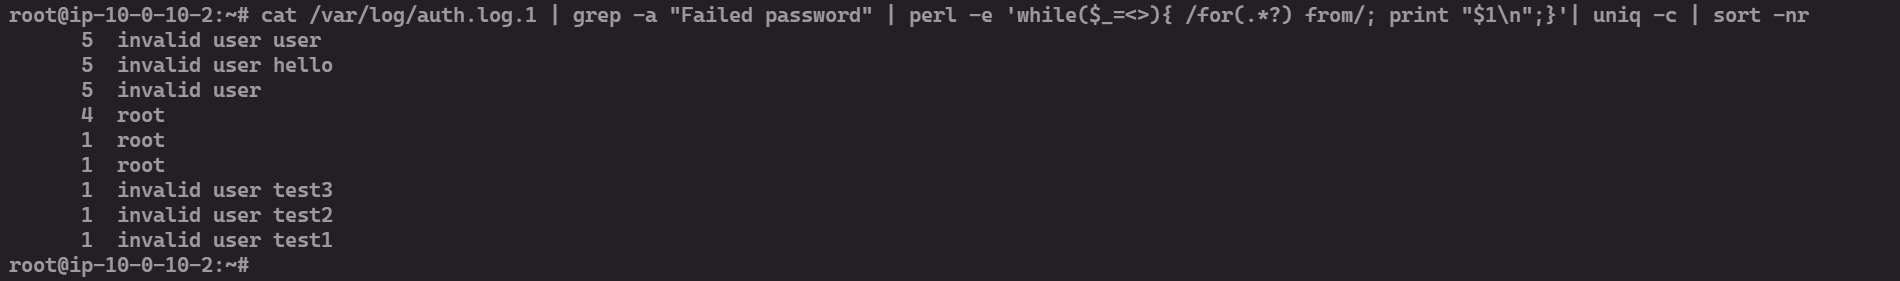 root@ip-10-0-10-2:~# cat /var/log/auth.log.1 | grep -a "Failed password" | perl -e 'while($_=<>){ /for(.*?) from/; print "$1\n";}'| uniq -c | sort -nr
      5  invalid user user
      5  invalid user hello
      5  invalid user
      4  root
      1  root
      1  root
      1  invalid user test3
      1  invalid user test2
      1  invalid user test1
root@ip-10-0-10-2:~#